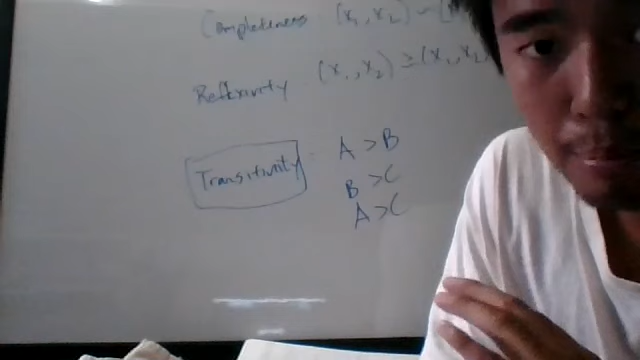 Completeness (x₁, x₂)
Reflexivity (x₁, x₂) ≥ (x₁, x₂
Transitivity A > B
B > C
A > C